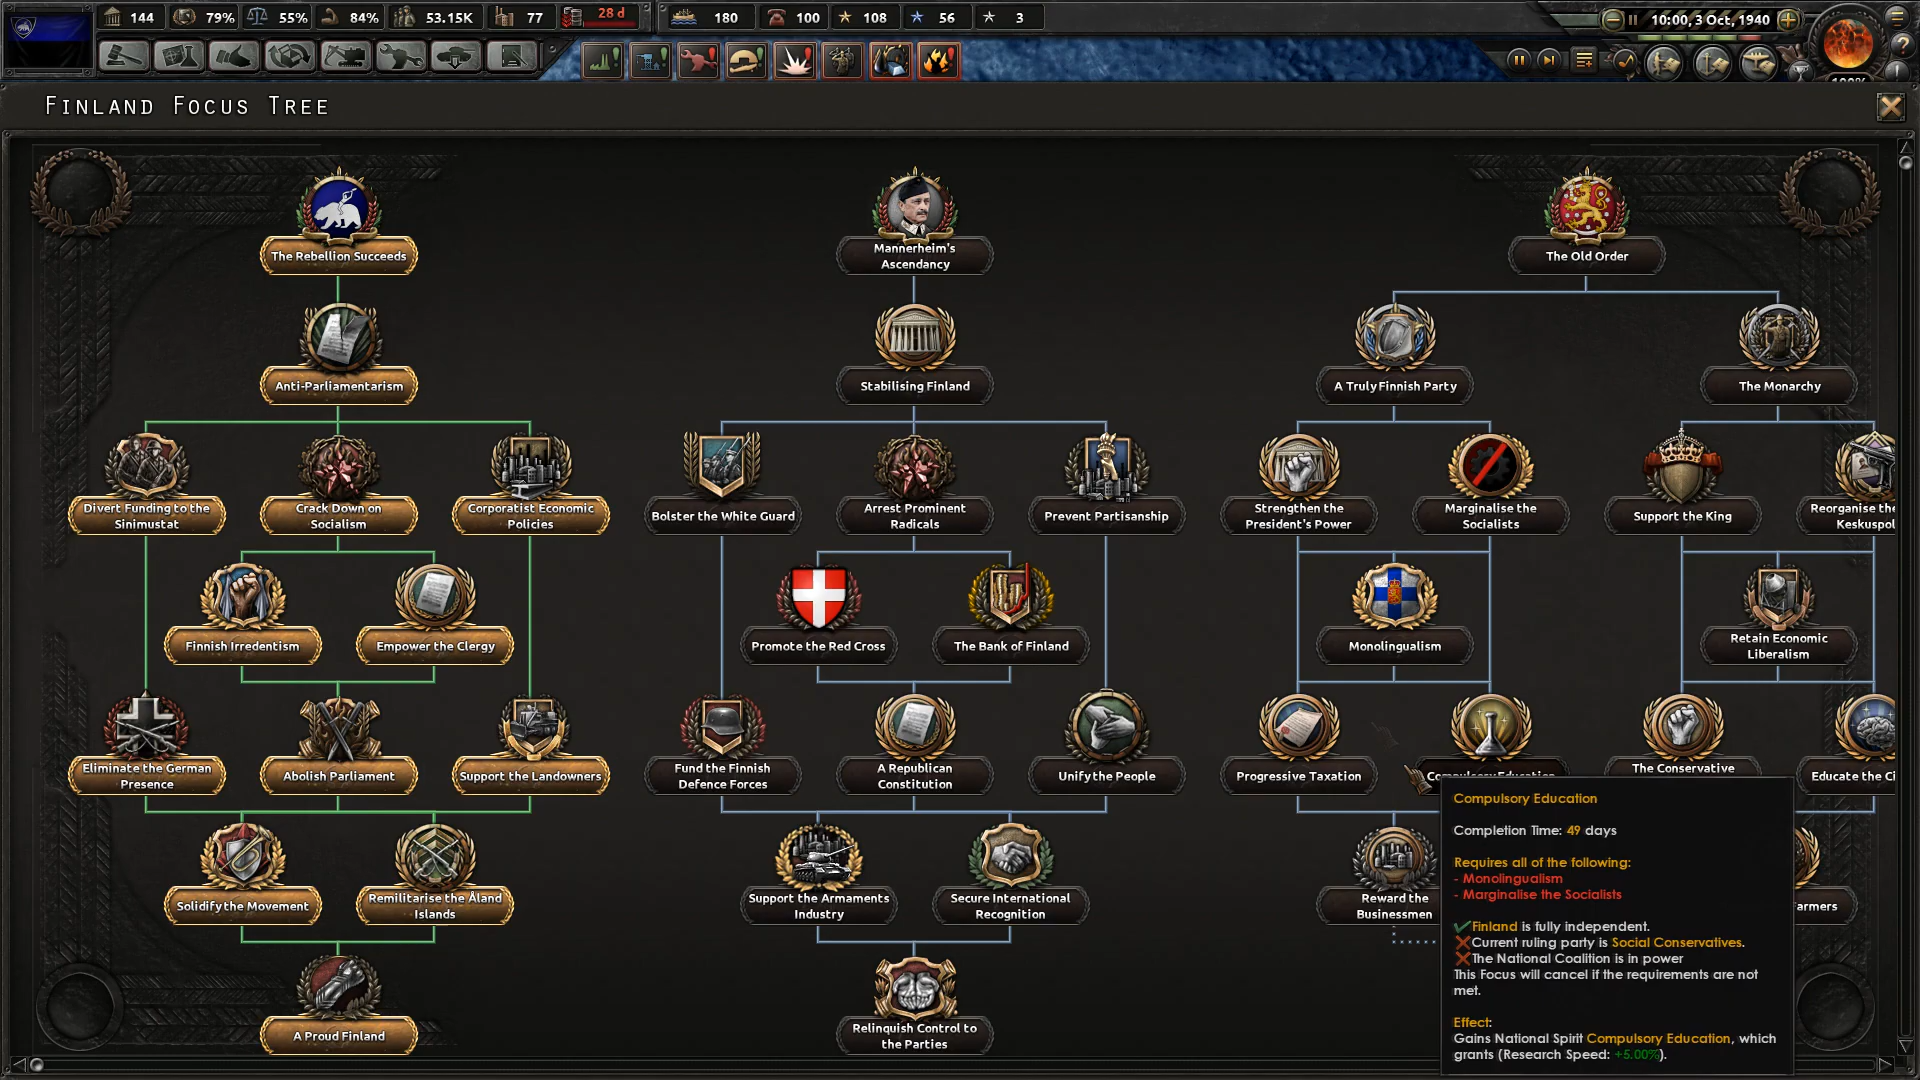 144
79%
55%
84%
53.15K
77
28 d
180
100
108
56
3
10:00, 3 Oct, 1940
Finland Focus Tree
The Rebellion Succeeds
Mannerheim's
Ascendancy
The Old Order
Anti-Parliamentarism
Stabilising Finland
A Truly Finnish Party
The Monarchy
Divert Funding to the
Sinimustat
Crack Down on
Socialism
Corporatist Economic
Policies
Bolster the White Guard
Arrest Prominent
Radicals
Prevent Partisanship
Strengthen the
President's Power
Marginalise the
Socialists
Support the King
Reorganise the
Keskuspol
Finnish Irredentism
Empower the Clergy
Promote the Red Cross
The Bank of Finland
Monolingualism
Retain Economic
Liberalism
Eliminate the German
Presence
Abolish Parliament
Support the Landowners
Fund the Finnish
Defence Forces
A Republican
Constitution
Unify the People
Progressive Taxation
Compulsory Education
The Conservative
Educate the Ci
Solidify the Movement
Remilitarise the Åland
Islands
Support the Armaments
Industry
Secure International
Recognition
Reward the
Businessmen
armers
A Proud Finland
Relinquish Control to
the Parties
Compulsory Education
Completion Time: 49 days
Requires all of the following:
- Monolingualism
- Marginalise the Socialists
Finland is fully independent.
Current ruling party is Social Conservatives.
The National Coalition is in power
This Focus will cancel if the requirements are not
met.
Effect:
Gains National Spirit Compulsory Education, which
grants (Research Speed: +5.00%).